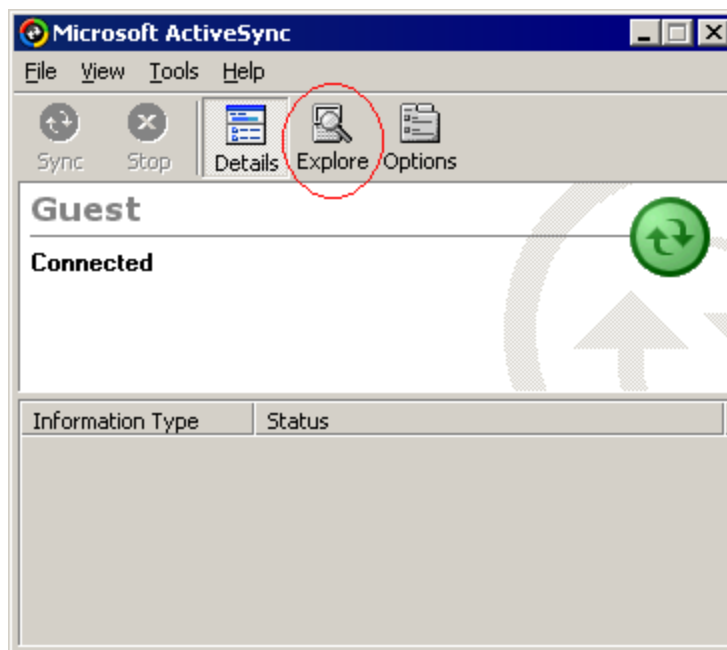 Microsoft ActiveSync
File View Tools Help
Sync Stop Details Explore Options
Guest
Connected
Information Type Status